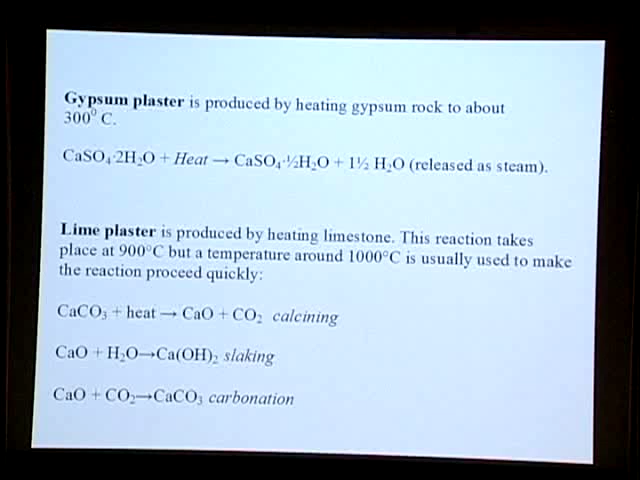 Gypsum plaster is produced by heating gypsum rock to about
300⁰ C.
CaSO₄·2H₂O + Heat → CaSO₄·½H₂O + 1½ H₂O (released as steam).
Lime plaster is produced by heating limestone. This reaction takes
place at 900°C but a temperature around 1000°C is usually used to make
the reaction proceed quickly:
CaCO₃ + heat → CaO + CO₂ calcining
CaO + H₂O→Ca(OH)₂ slaking
CaO + CO₂→CaCO₃ carbonation